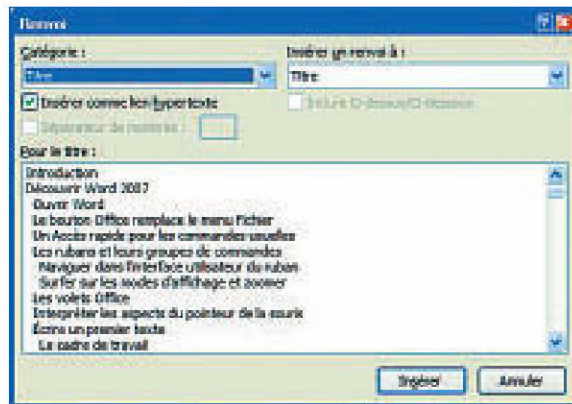 Renvoi
Catégorie :
Insérer un renvoi à :
Titre
Titre
Insérer comme lien hypertexte
Inclure Ci-dessus/Ci-dessous
Séparateur de nombres :
Pour le titre :
Introduction
Découvrir Word 2007
Ouvrir Word
Le bouton Office remplace le menu Fichier
Un Accès rapide pour les commandes usuelles
Les rubans et leurs groupes de commandes
Naviguer dans l'interface utilisateur du ruban
Surfer sur les modes d'affichage et zoomer
Les volets Office
Interpréter les aspects du pointeur de la souris
Écrire un premier texte
Le cadre de travail
Insérer
Annuler